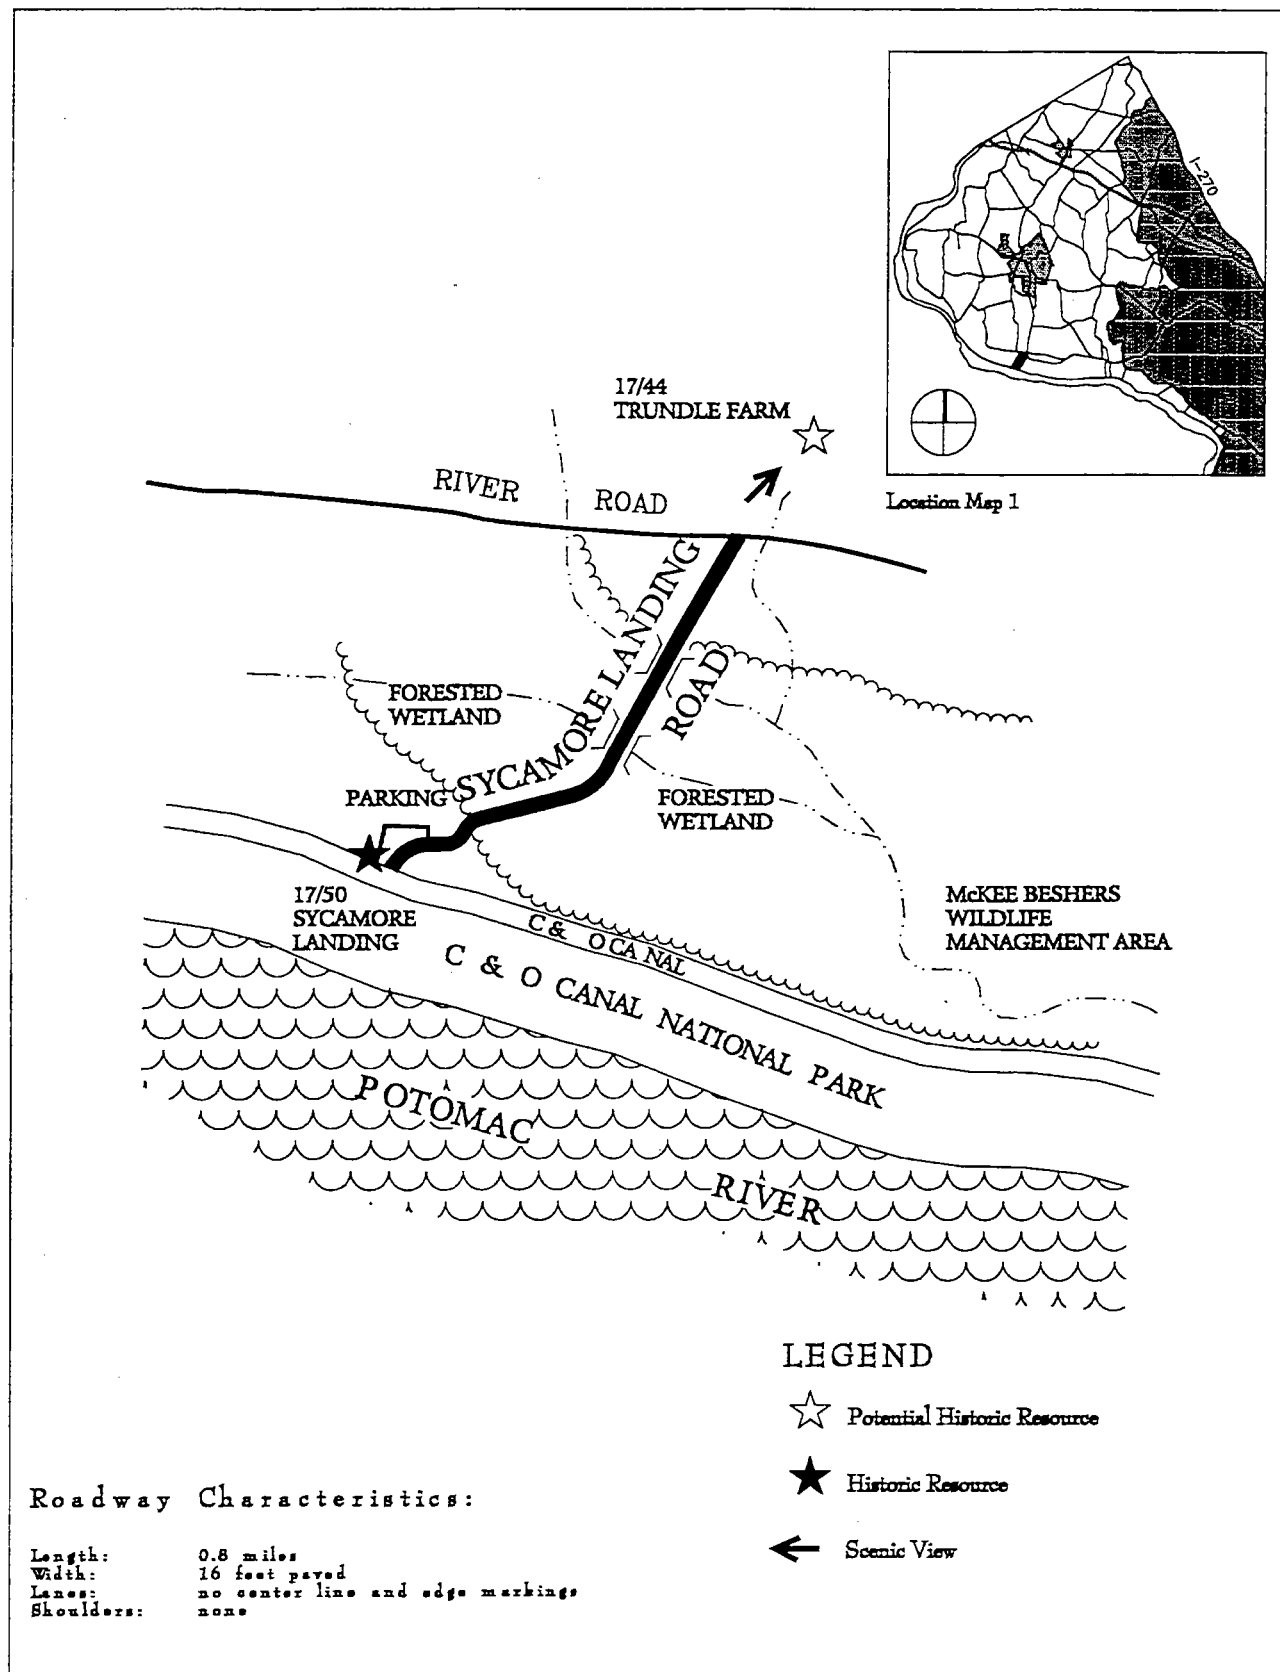 I-270
Location Map 1
17/44
TRUNDLE FARM
RIVER ROAD
SYCAMORE LANDING ROAD
FORESTED
WETLAND
PARKING
FORESTED
WETLAND
17/50
SYCAMORE
LANDING
McKEE BESHERS
WILDLIFE
MANAGEMENT AREA
C & O CANAL
C & O CANAL NATIONAL PARK
POTOMAC RIVER
LEGEND
Potential Historic Resource
Historic Resource
Scenic View
Roadway Characteristics:
Length: 0.8 miles
Width: 16 feet paved
Lanes: no center line and edge markings
Shoulders: none